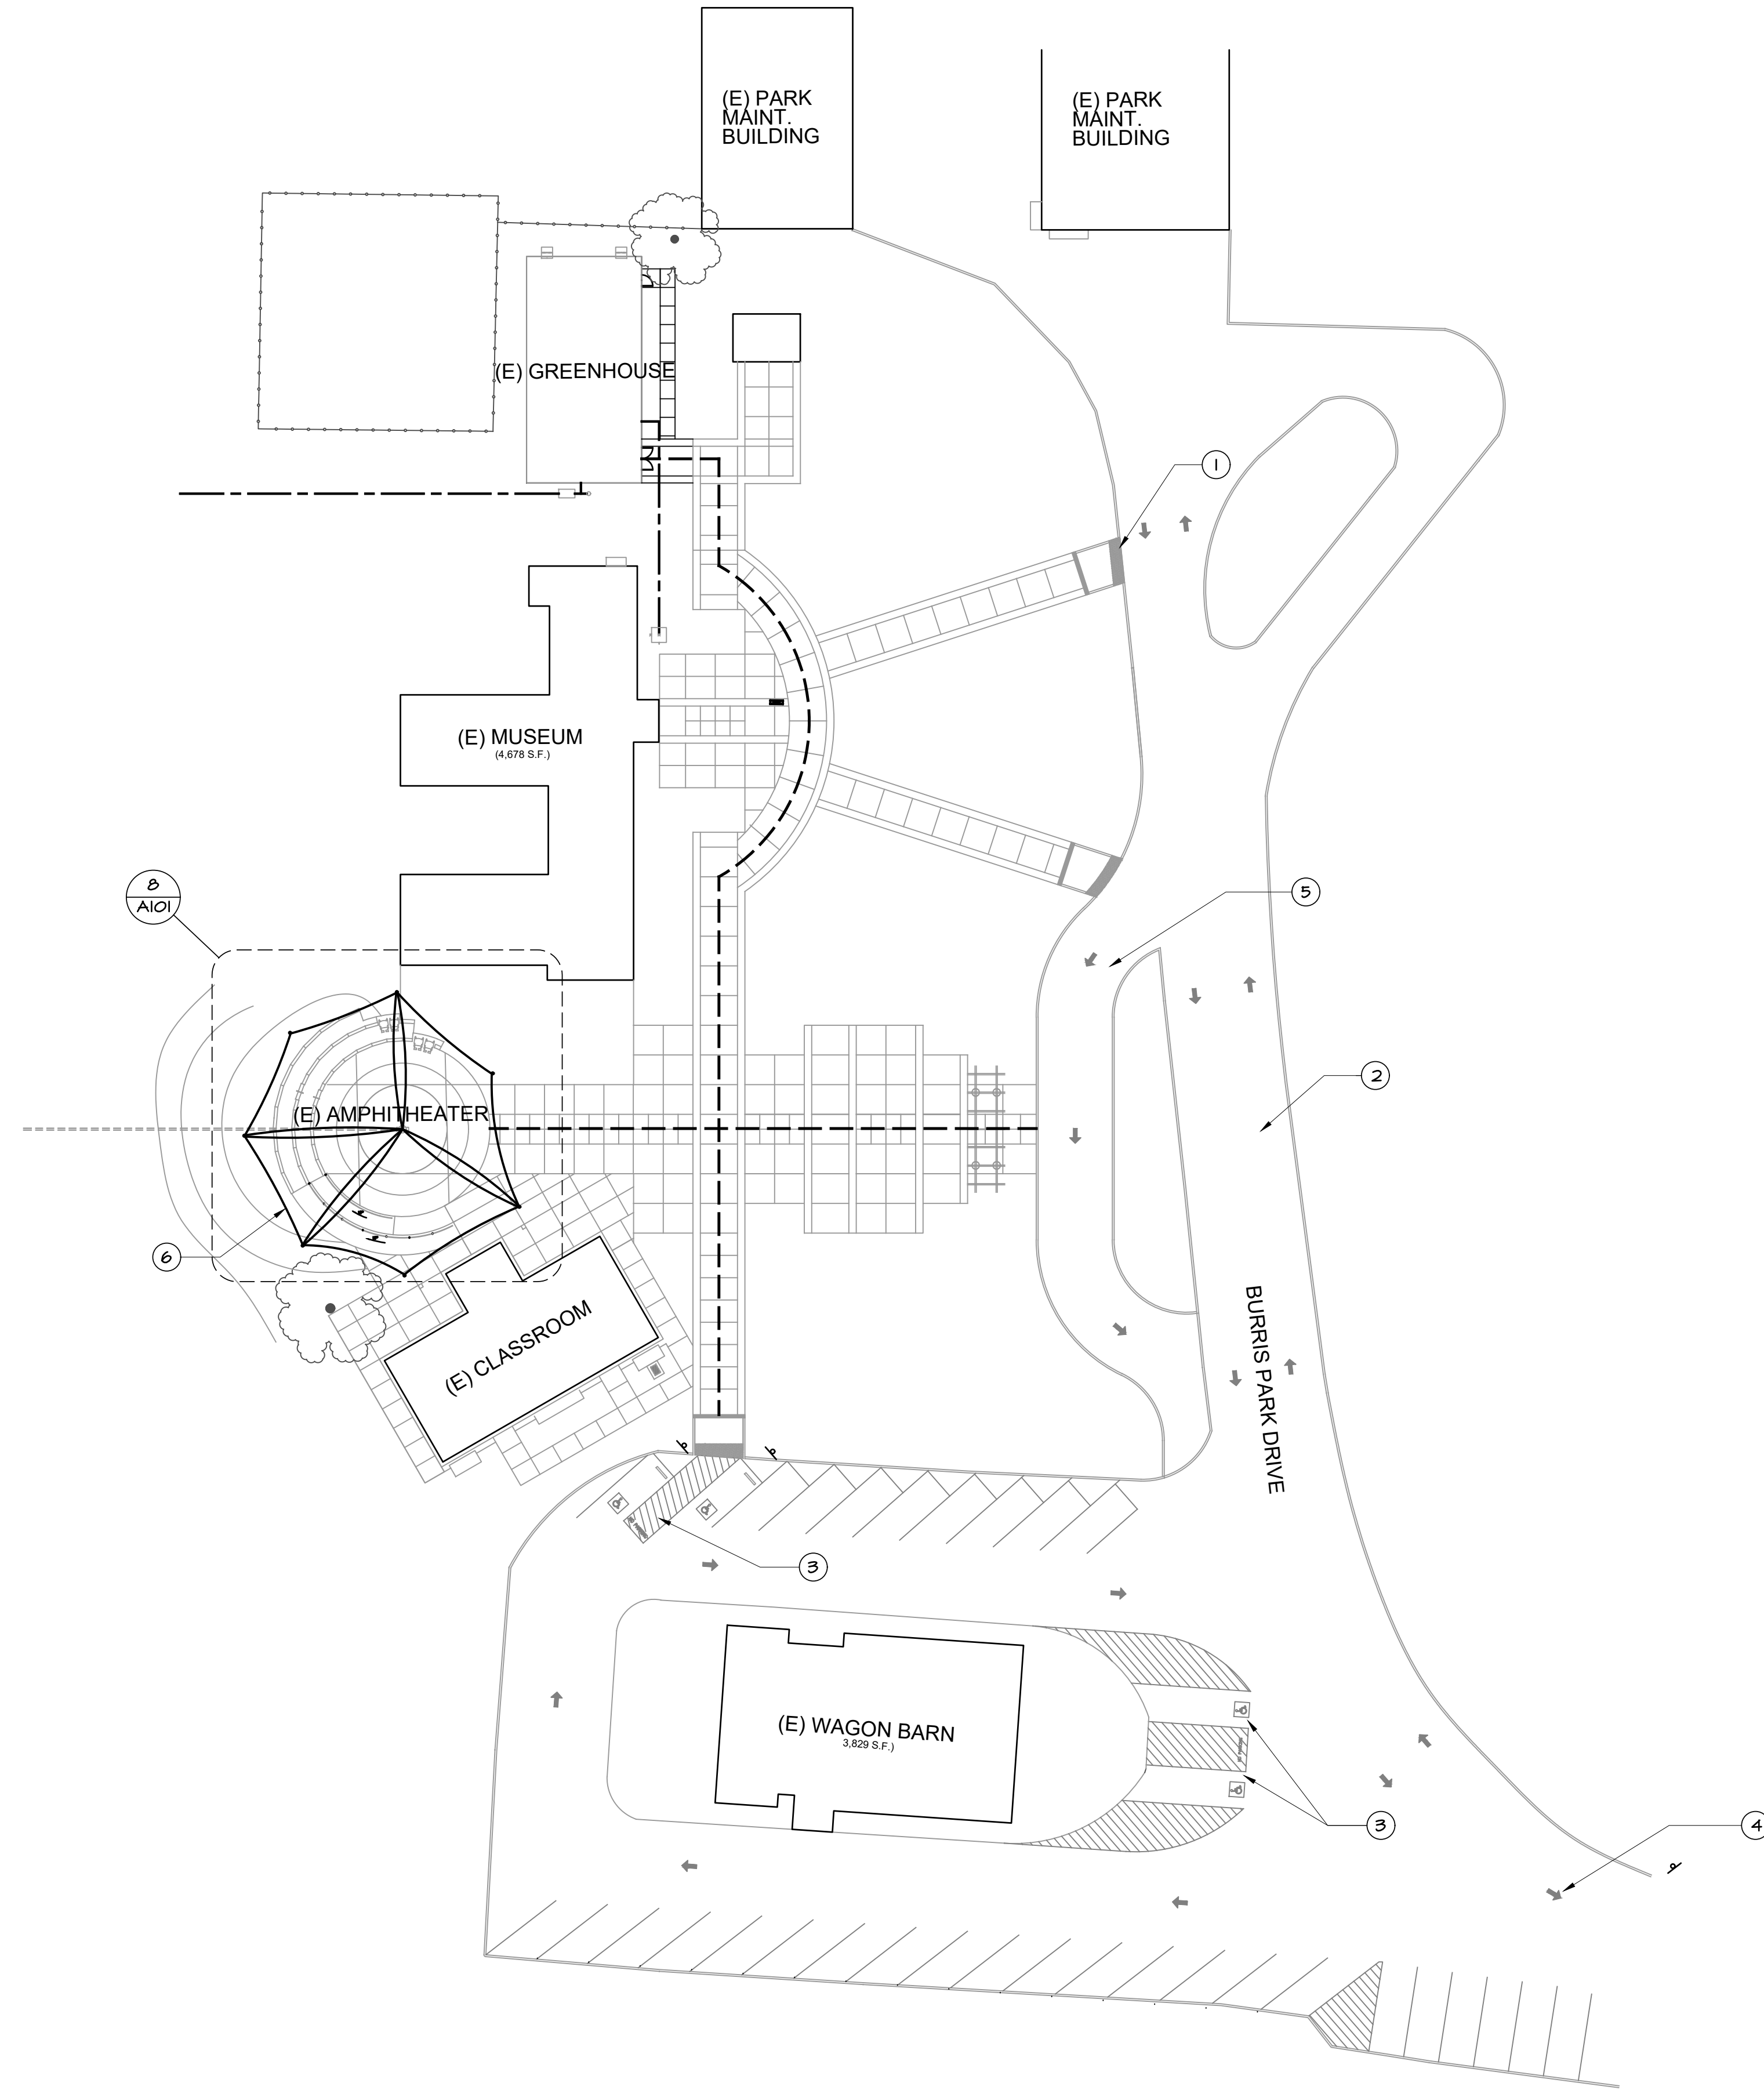 (E) PARK
MAINT.
BUILDING
(E) PARK
MAINT.
BUILDING
(E) GREENHOUSE
1
(E) MUSEUM
(4,678 S.F.)
8
A101
5
2
(E) AMPHITHEATER
6
(E) CLASSROOM
BURRIS PARK DRIVE
3
(E) WAGON BARN
3,829 S.F.)
3
4